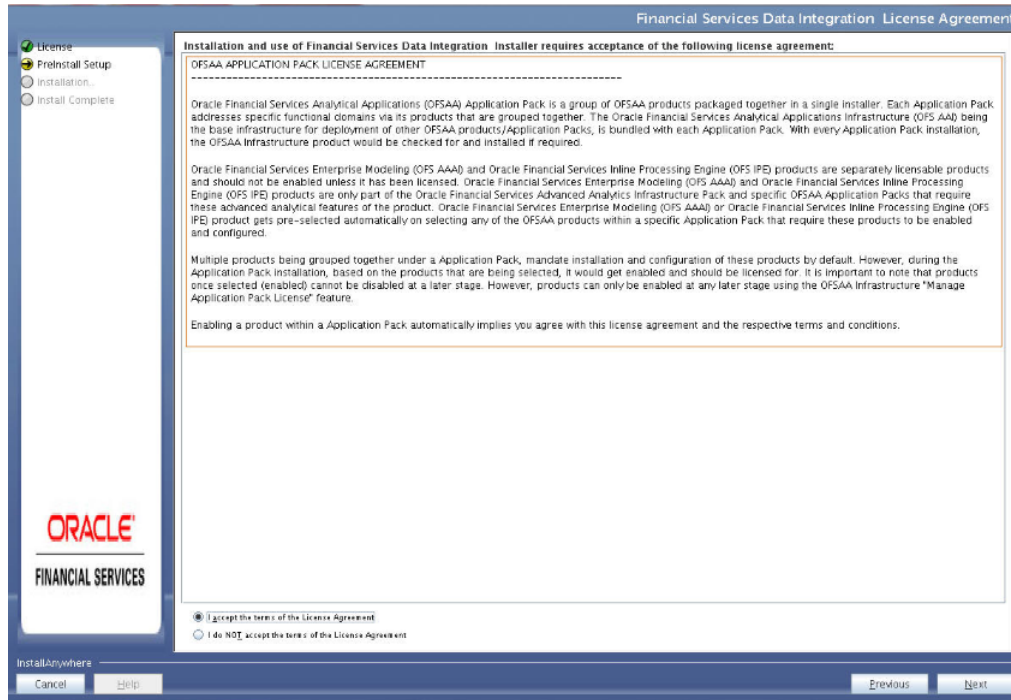 Financial Services Data Integration License Agreement
License
PreInstall Setup
Installation..
Install Complete
Installation and use of Financial Services Data Integration Installer requires acceptance of the following license agreement:
OFSAA APPLICATION PACK LICENSE AGREEMENT
--------------------------------------------------------------------------
Oracle Financial Services Analytical Applications (OFSAA) Application Pack is a group of OFSAA products packaged together in a single installer. Each Application Pack
addresses specific functional domains via its products that are grouped together. The Oracle Financial Services Analytical Applications Infrastructure (OFS AAI) being
the base infrastructure for deployment of other OFSAA products/Application Packs, is bundled with each Application Pack. With every Application Pack installation,
the OFSAA Infrastructure product would be checked for and installed if required.
Oracle Financial Services Enterprise Modeling (OFS AAAI) and Oracle Financial Services Inline Processing Engine (OFS IPE) products are separately licensable products
and should not be enabled unless it has been licensed. Oracle Financial Services Enterprise Modeling (OFS AAAI) and Oracle Financial Services Inline Processing
Engine (OFS IPE) products are only part of the Oracle Financial Services Advanced Analytics Infrastructure Pack and specific OFSAA Application Packs that require
these advanced analytical features of the product. Oracle Financial Services Enterprise Modeling (OFS AAAI) or Oracle Financial Services Inline Processing Engine (OFS
IPE) product gets pre-selected automatically on selecting any of the OFSAA products within a specific Application Pack that require these products to be enabled
and configured.
Multiple products being grouped together under a Application Pack, mandate installation and configuration of these products by default. However, during the
Application Pack installation, based on the products that are being selected, it would get enabled and should be licensed for. It is important to note that products
once selected (enabled) cannot be disabled at a later stage. However, products can only be enabled at any later stage using the OFSAA Infrastructure "Manage
Application Pack License" feature.
Enabling a product within a Application Pack automatically implies you agree with this license agreement and the respective terms and conditions.
ORACLE
FINANCIAL SERVICES
I accept the terms of the License Agreement
I do NOT accept the terms of the License Agreement
InstallAnywhere
Cancel
Help
Previous
Next